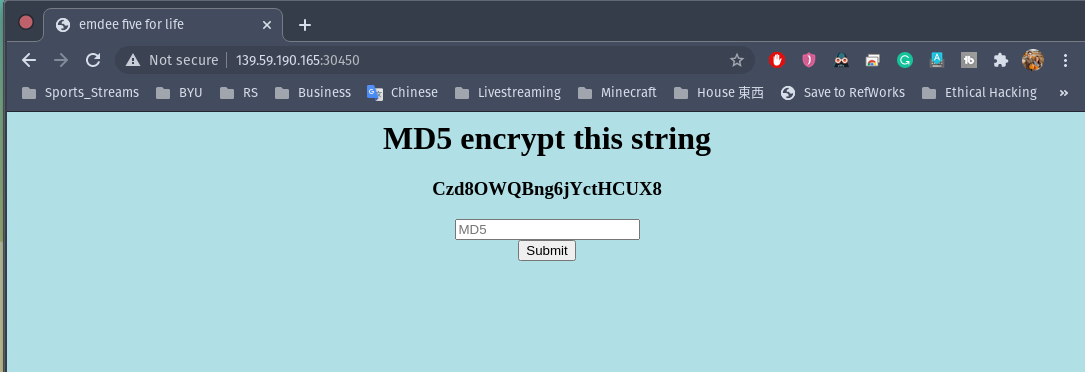 emdee five for life
Not secure 139.59.190.165:30450
Sports_Streams BYU RS Business Chinese Livestreaming Minecraft House 東西 Save to RefWorks Ethical Hacking »
MD5 encrypt this string
Czd8OWQBng6jYctHCUX8
MD5
Submit